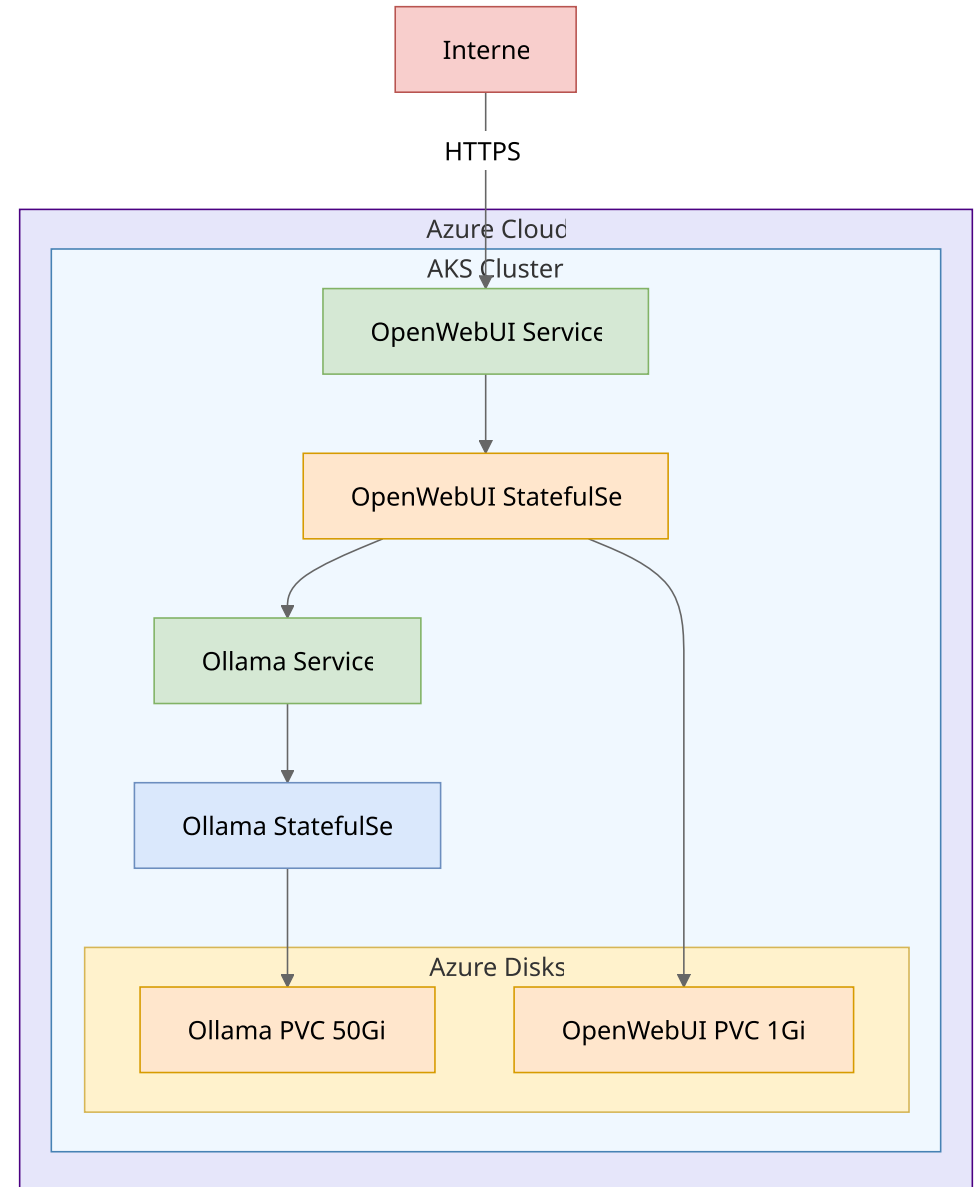 Interne
HTTPS
Azure Cloud
AKS Cluster
OpenWebUI Service
OpenWebUI StatefulSe
Ollama Service
Ollama StatefulSe
Azure Disks
Ollama PVC 50Gi
OpenWebUI PVC 1Gi